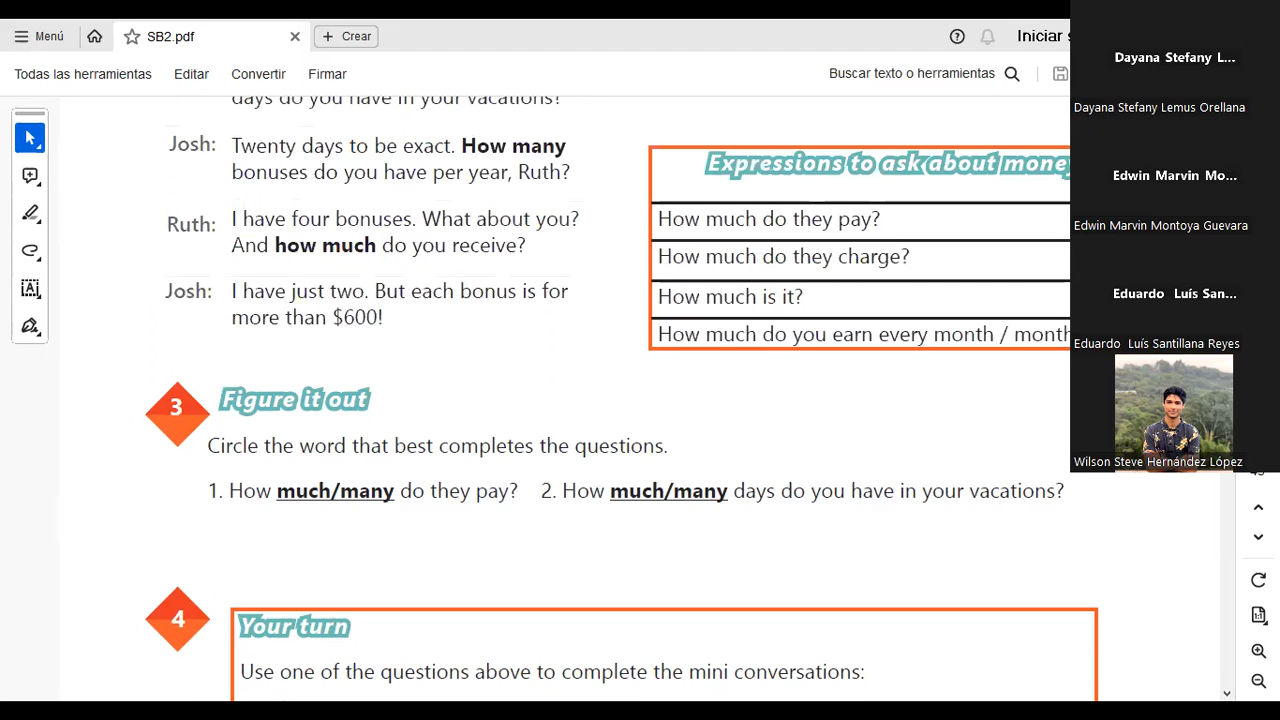 Menú
SB2.pdf
Crear
Iniciar
Todas las herramientas
Editar
Convertir
Firmar
Buscar texto o herramientas
days do you have in your vacations?
Josh: Twenty days to be exact. How many
bonuses do you have per year, Ruth?
Ruth: I have four bonuses. What about you?
And how much do you receive?
Josh: I have just two. But each bonus is for
more than $600!
Expressions to ask about money
How much do they pay?
How much do they charge?
How much is it?
How much do you earn every month / month
3 Figure it out
Circle the word that best completes the questions.
1. How much/many do they pay? 2. How much/many days do you have in your vacations?
4 Your turn
Use one of the questions above to complete the mini conversations:
Dayana Stefany L...
Dayana Stefany Lemus Orellana
Edwin Marvin Mo...
Edwin Marvin Montoya Guevara
Eduardo Luís San...
Eduardo Luís Santillana Reyes
Wilson Steve Hernández López